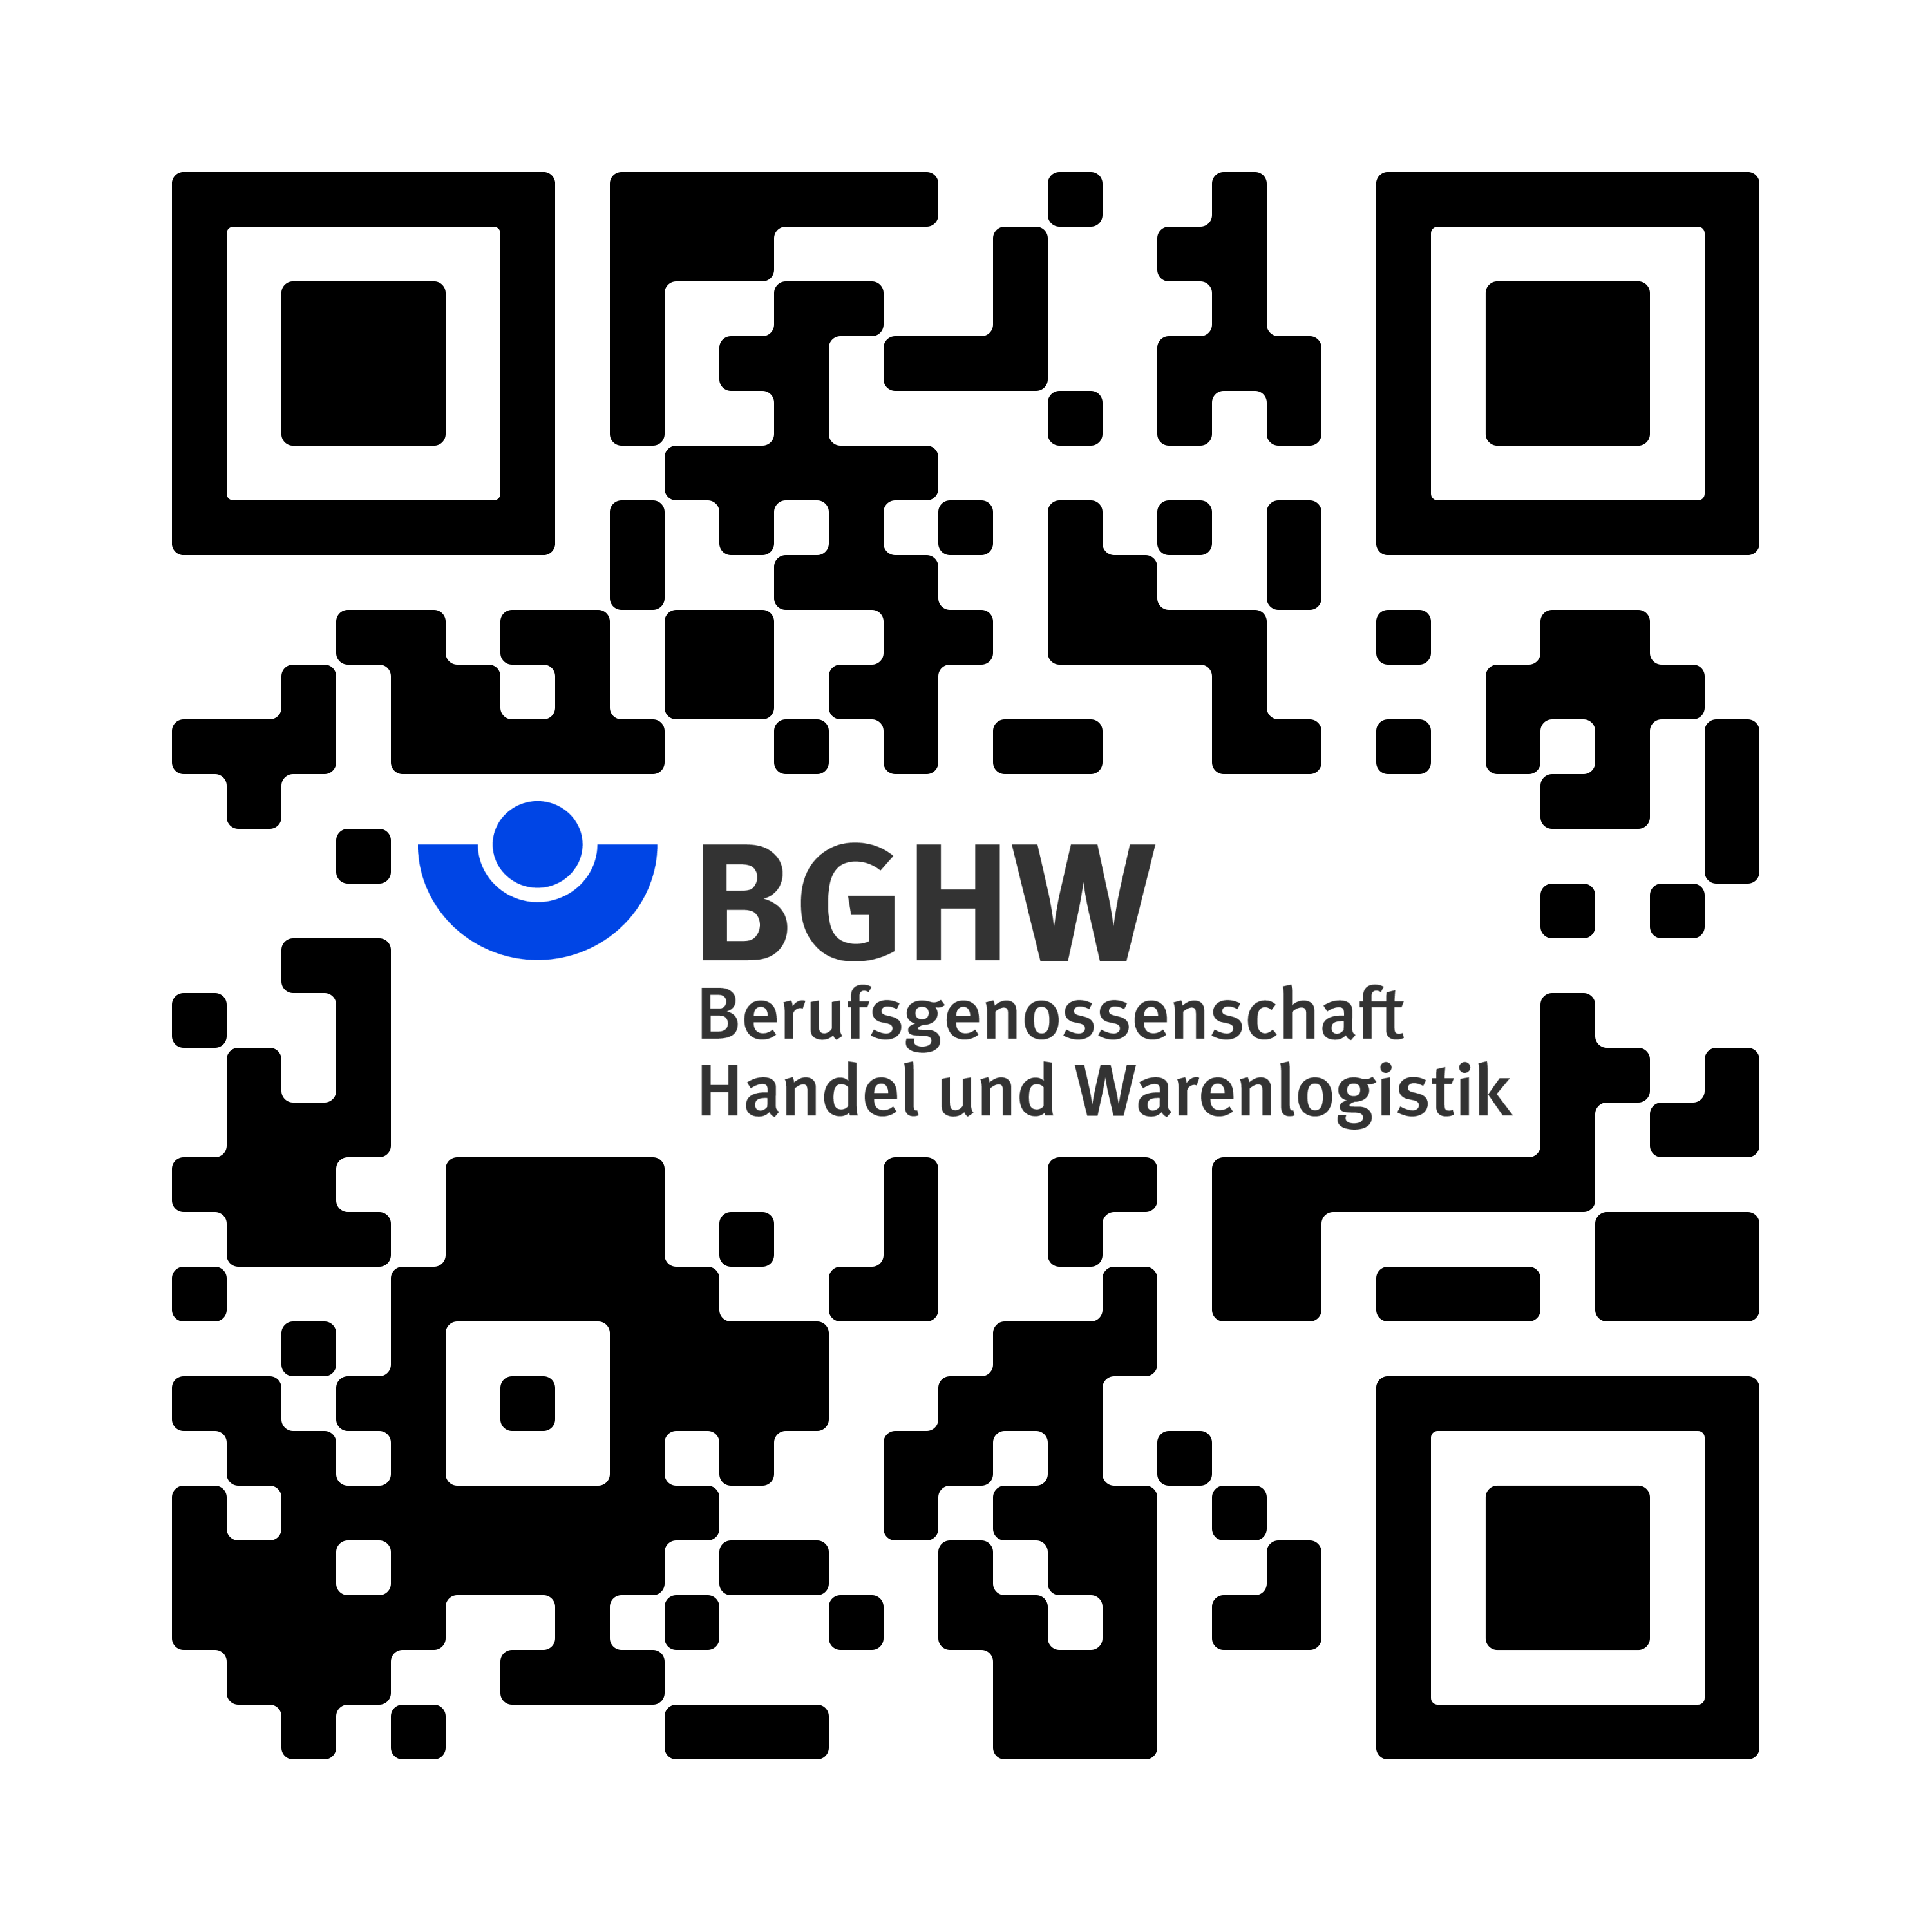 BGHW
Berufsgenossenschaft
Handel und Warenlogistik